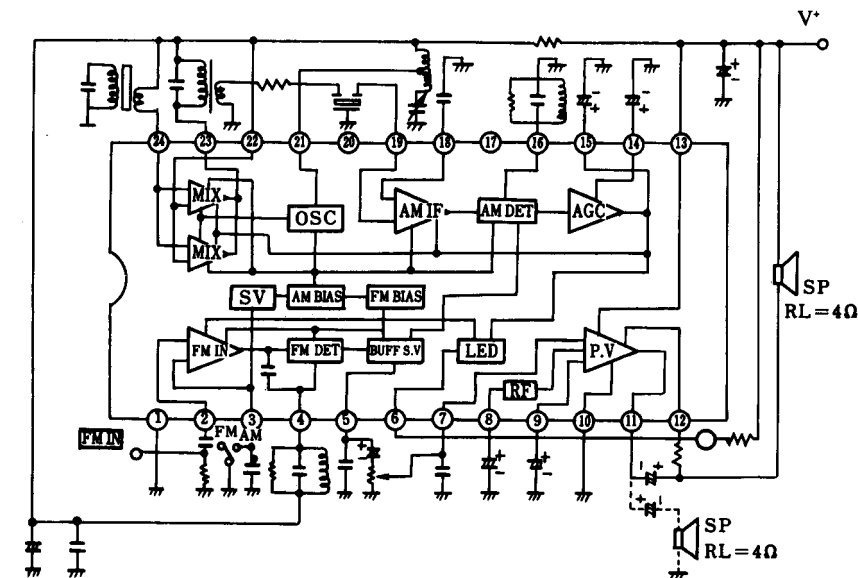 V+
24 23 22 21 20 19 18 17 16 15 14 13
MIX
OSC
AM IF
AM DET
AGC
MIX
SP
RL=4Ω
SV
AM BIAS
FM BIAS
FM IN
FM DET
BUFF S.V
LED
P.V
RF
1 2 3 4 5 6 7 8 9 10 11 12
FM IN
FM AM
SP
RL=4Ω